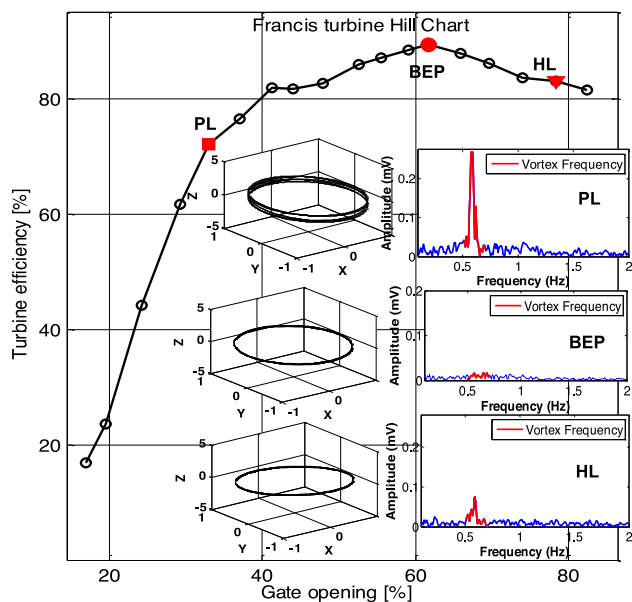 Francis turbine Hill Chart
Turbine efficiency [%]
80
60
40
20
20
40
60
80
Gate opening [%]
PL
BEP
HL
5
0
-5
Z
1
0
-1
Y
-1
0
1
X
Vortex Frequency
PL
Amplitude (mV)
0.2
0.1
0
0.5
1
1.5
2
Frequency (Hz)
5
0
-5
Z
1
0
-1
Y
-1
0
1
X
Vortex Frequency
BEP
Amplitude (mV)
0.2
0.1
0
0.5
1
1.5
2
Frequency (Hz)
5
0
-5
Z
1
0
-1
Y
-1
0
1
X
Vortex Frequency
HL
Amplitude (mV)
0.2
0.1
0
0.5
1
1.5
2
Frequency (Hz)